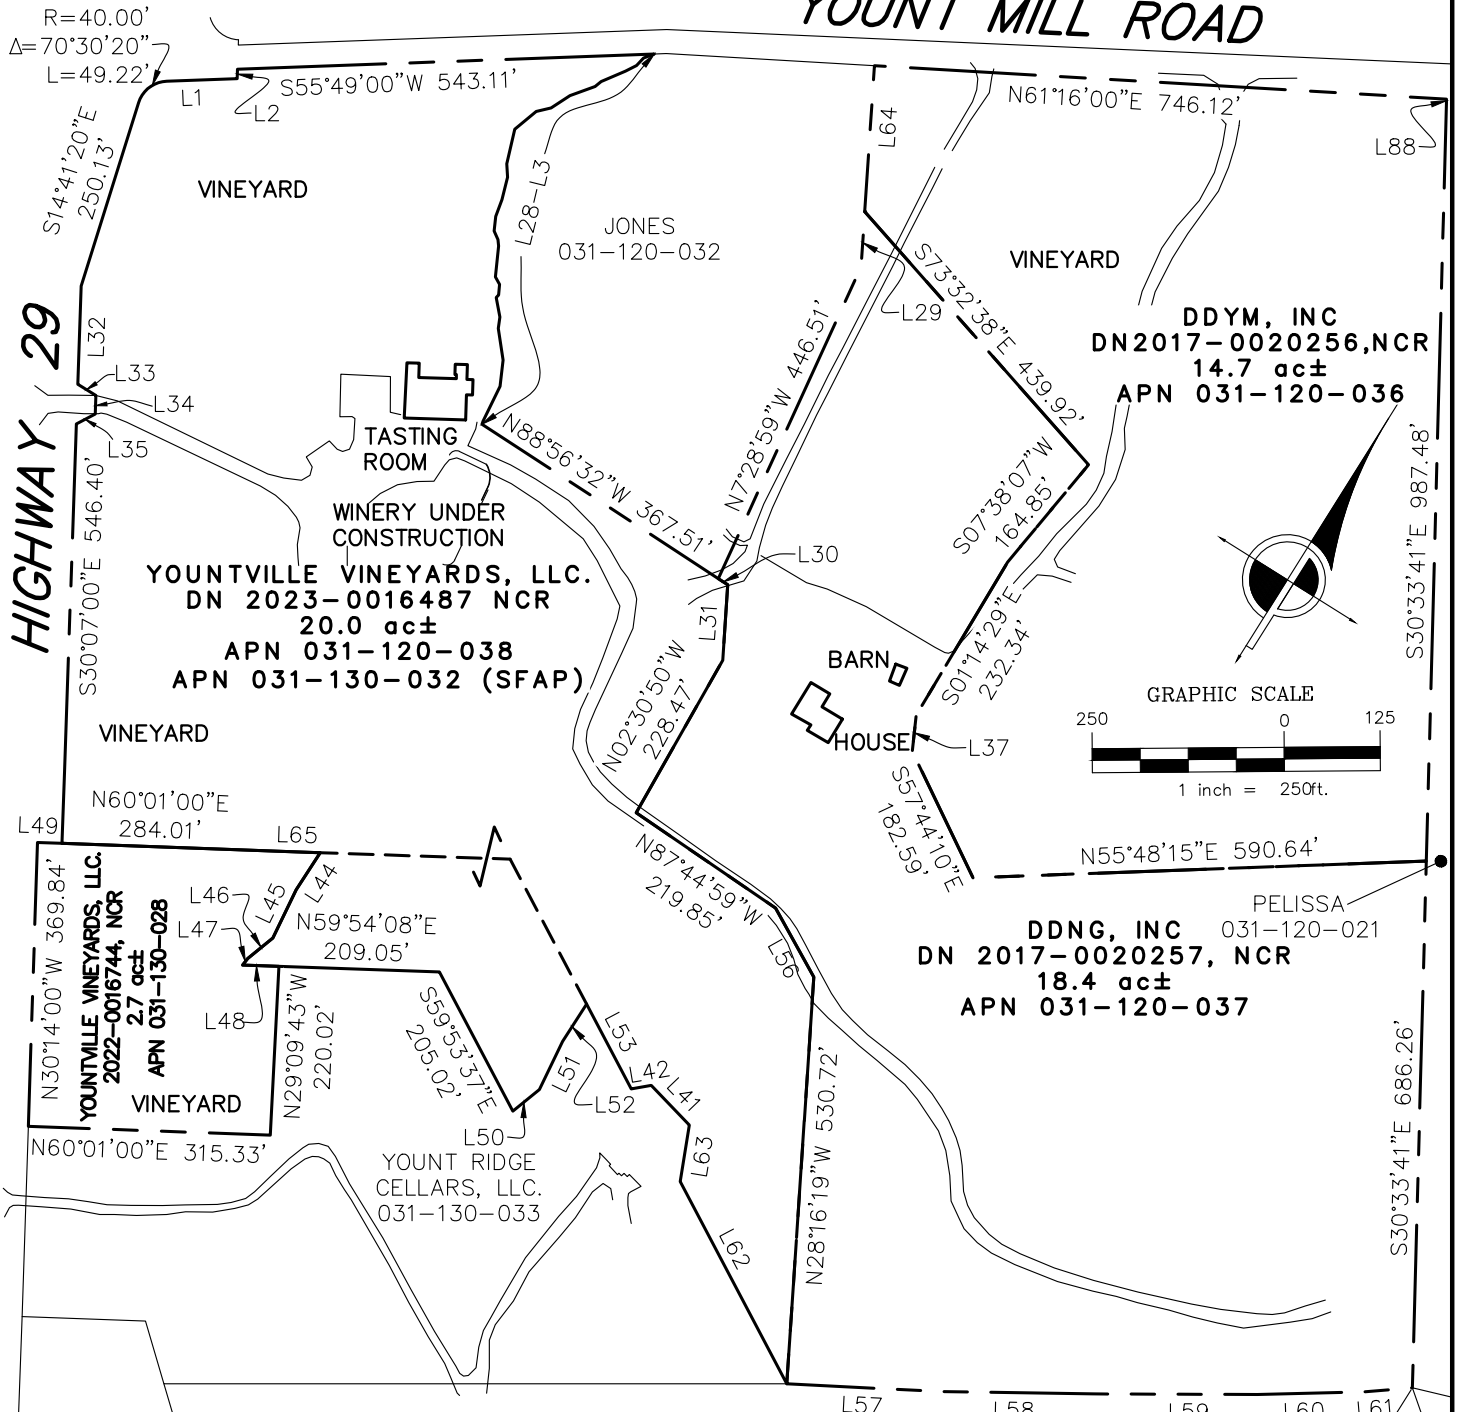 YOUNT MILL ROAD
R=40.00'
Δ=70°30'20"
L=49.22'
L1
L2
S55°49'00"W 543.11'
N61°16'00"E 746.12'
L88
L64
S14°41'20"E
250.13'
VINEYARD
L28-L3
JONES
031-120-032
VINEYARD
S73°32'38"E 439.92'
L29
DDYM, INC
DN2017-0020256,NCR
14.7 ac±
APN 031-120-036
HIGHWAY 29
L32
L33
L34
L35
TASTING
ROOM
N88°56'32"W 367.51'
N7°28'59"W 446.51'
S07°38'07"W
164.85'
S30°33'41"E 987.48'
S30°07'00"E 546.40'
WINERY UNDER
CONSTRUCTION
L30
YOUNTVILLE VINEYARDS, LLC.
DN 2023-0016487 NCR
20.0 ac±
APN 031-120-038
APN 031-130-032 (SFAP)
L31
S01°14'29"E
232.34'
BARN
HOUSE
L37
GRAPHIC SCALE
250 0 125
1 inch = 250ft.
VINEYARD
N02°30'50"W
228.47'
S57°44'10"E
182.59'
N60°01'00"E
284.01'
L49
L65
N55°48'15"E 590.64'
N87°44'59"W
219.85'
PELISSA
031-120-021
L44
L45
L46
L47
N30°14'00"W 369.84'
YOUNTVILLE VINEYARDS, LLC.
2022-0016744, NCR
2.7 ac±
APN 031-130-028
N59°54'08"E
209.05'
DDNG, INC
DN 2017-0020257, NCR
18.4 ac±
APN 031-120-037
L56
L48
N29°09'43"W
220.02'
S59°53'37"E
205.02'
L53
L42
L41
L51
L52
L50
VINEYARD
N60°01'00"E 315.33'
YOUNT RIDGE
CELLARS, LLC.
031-130-033
L63
L62
N28°16'19"W 530.72'
S30°33'41"E 686.26'
L57
L58
L59
L60
L61